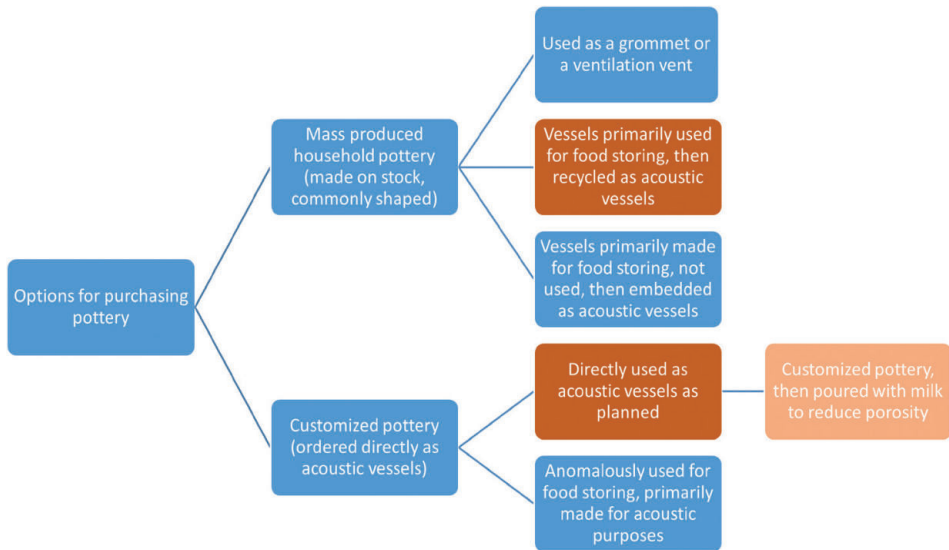 Options for purchasing
pottery
Mass produced
household pottery
(made on stock,
commonly shaped)
Used as a grommet or
a ventilation vent
Vessels primarily used
for food storing, then
recycled as acoustic
vessels
Vessels primarily made
for food storing, not
used, then embedded
as acoustic vessels
Customized pottery
(ordered directly as
acoustic vessels)
Directly used as
acoustic vessels as
planned
Customized pottery,
then poured with milk
to reduce porosity
Anomalously used for
food storing, primarily
made for acoustic
purposes